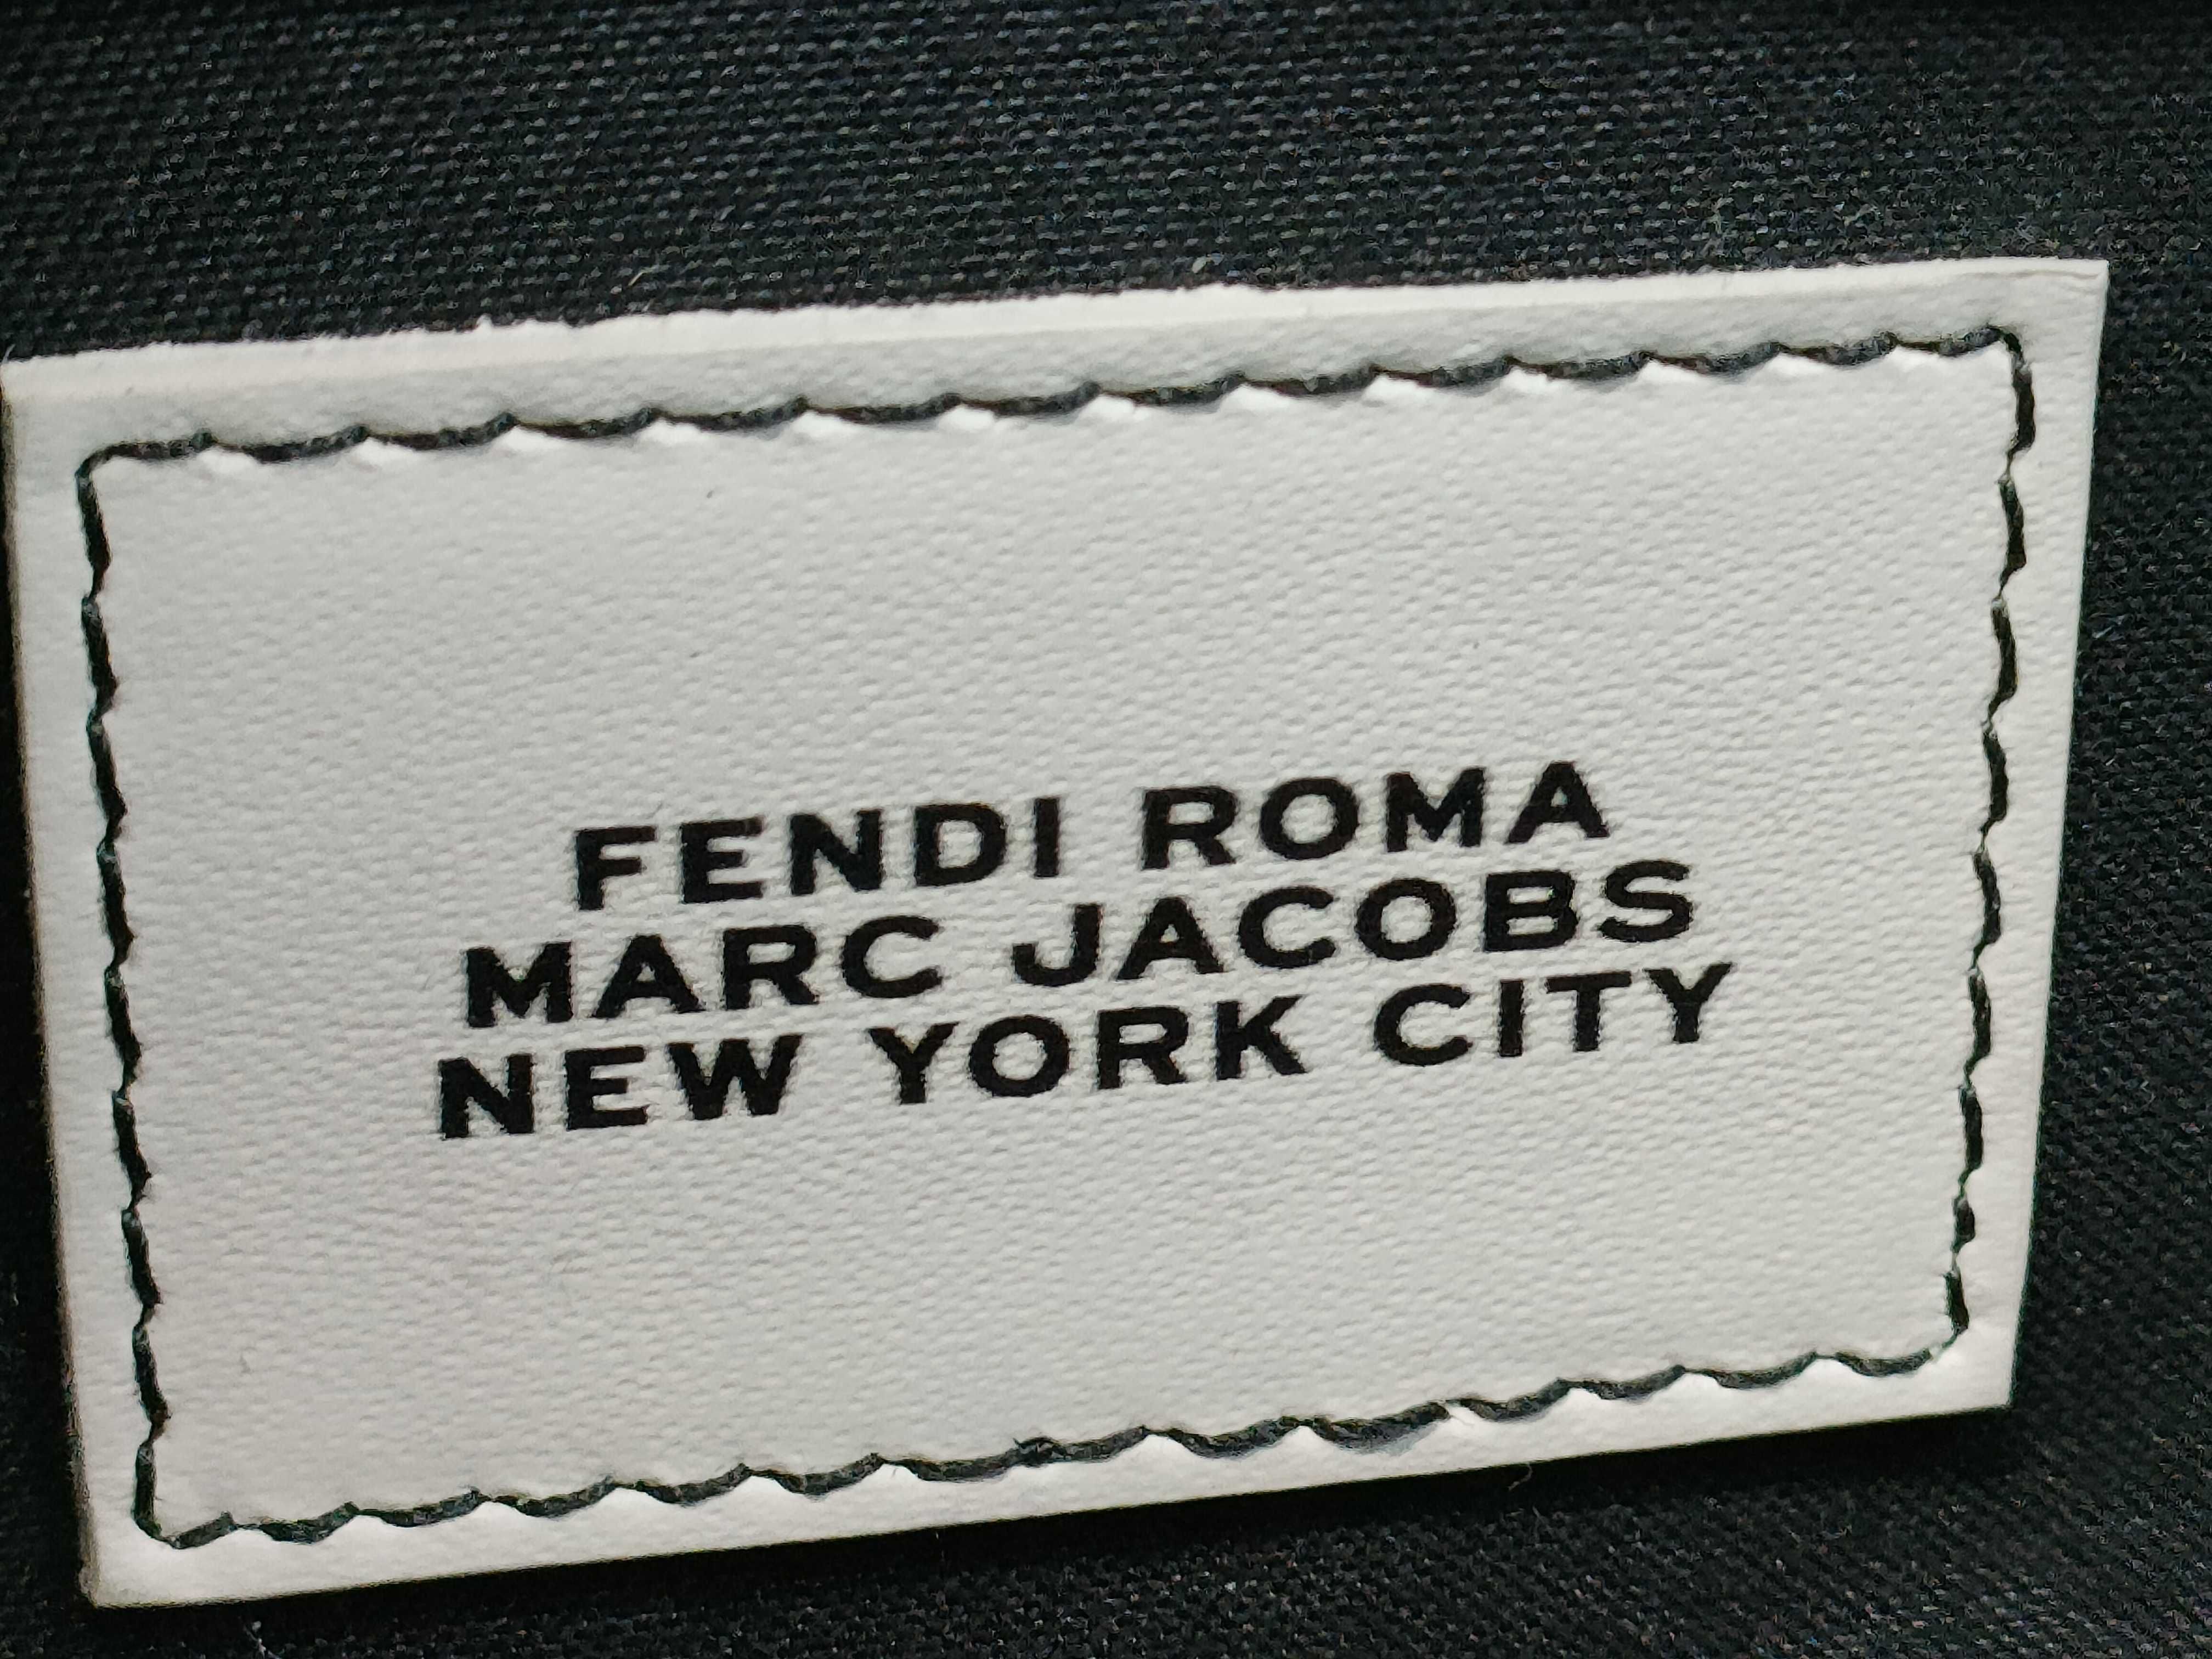 FENDI ROMA
MARC JACOBS
NEW YORK CITY